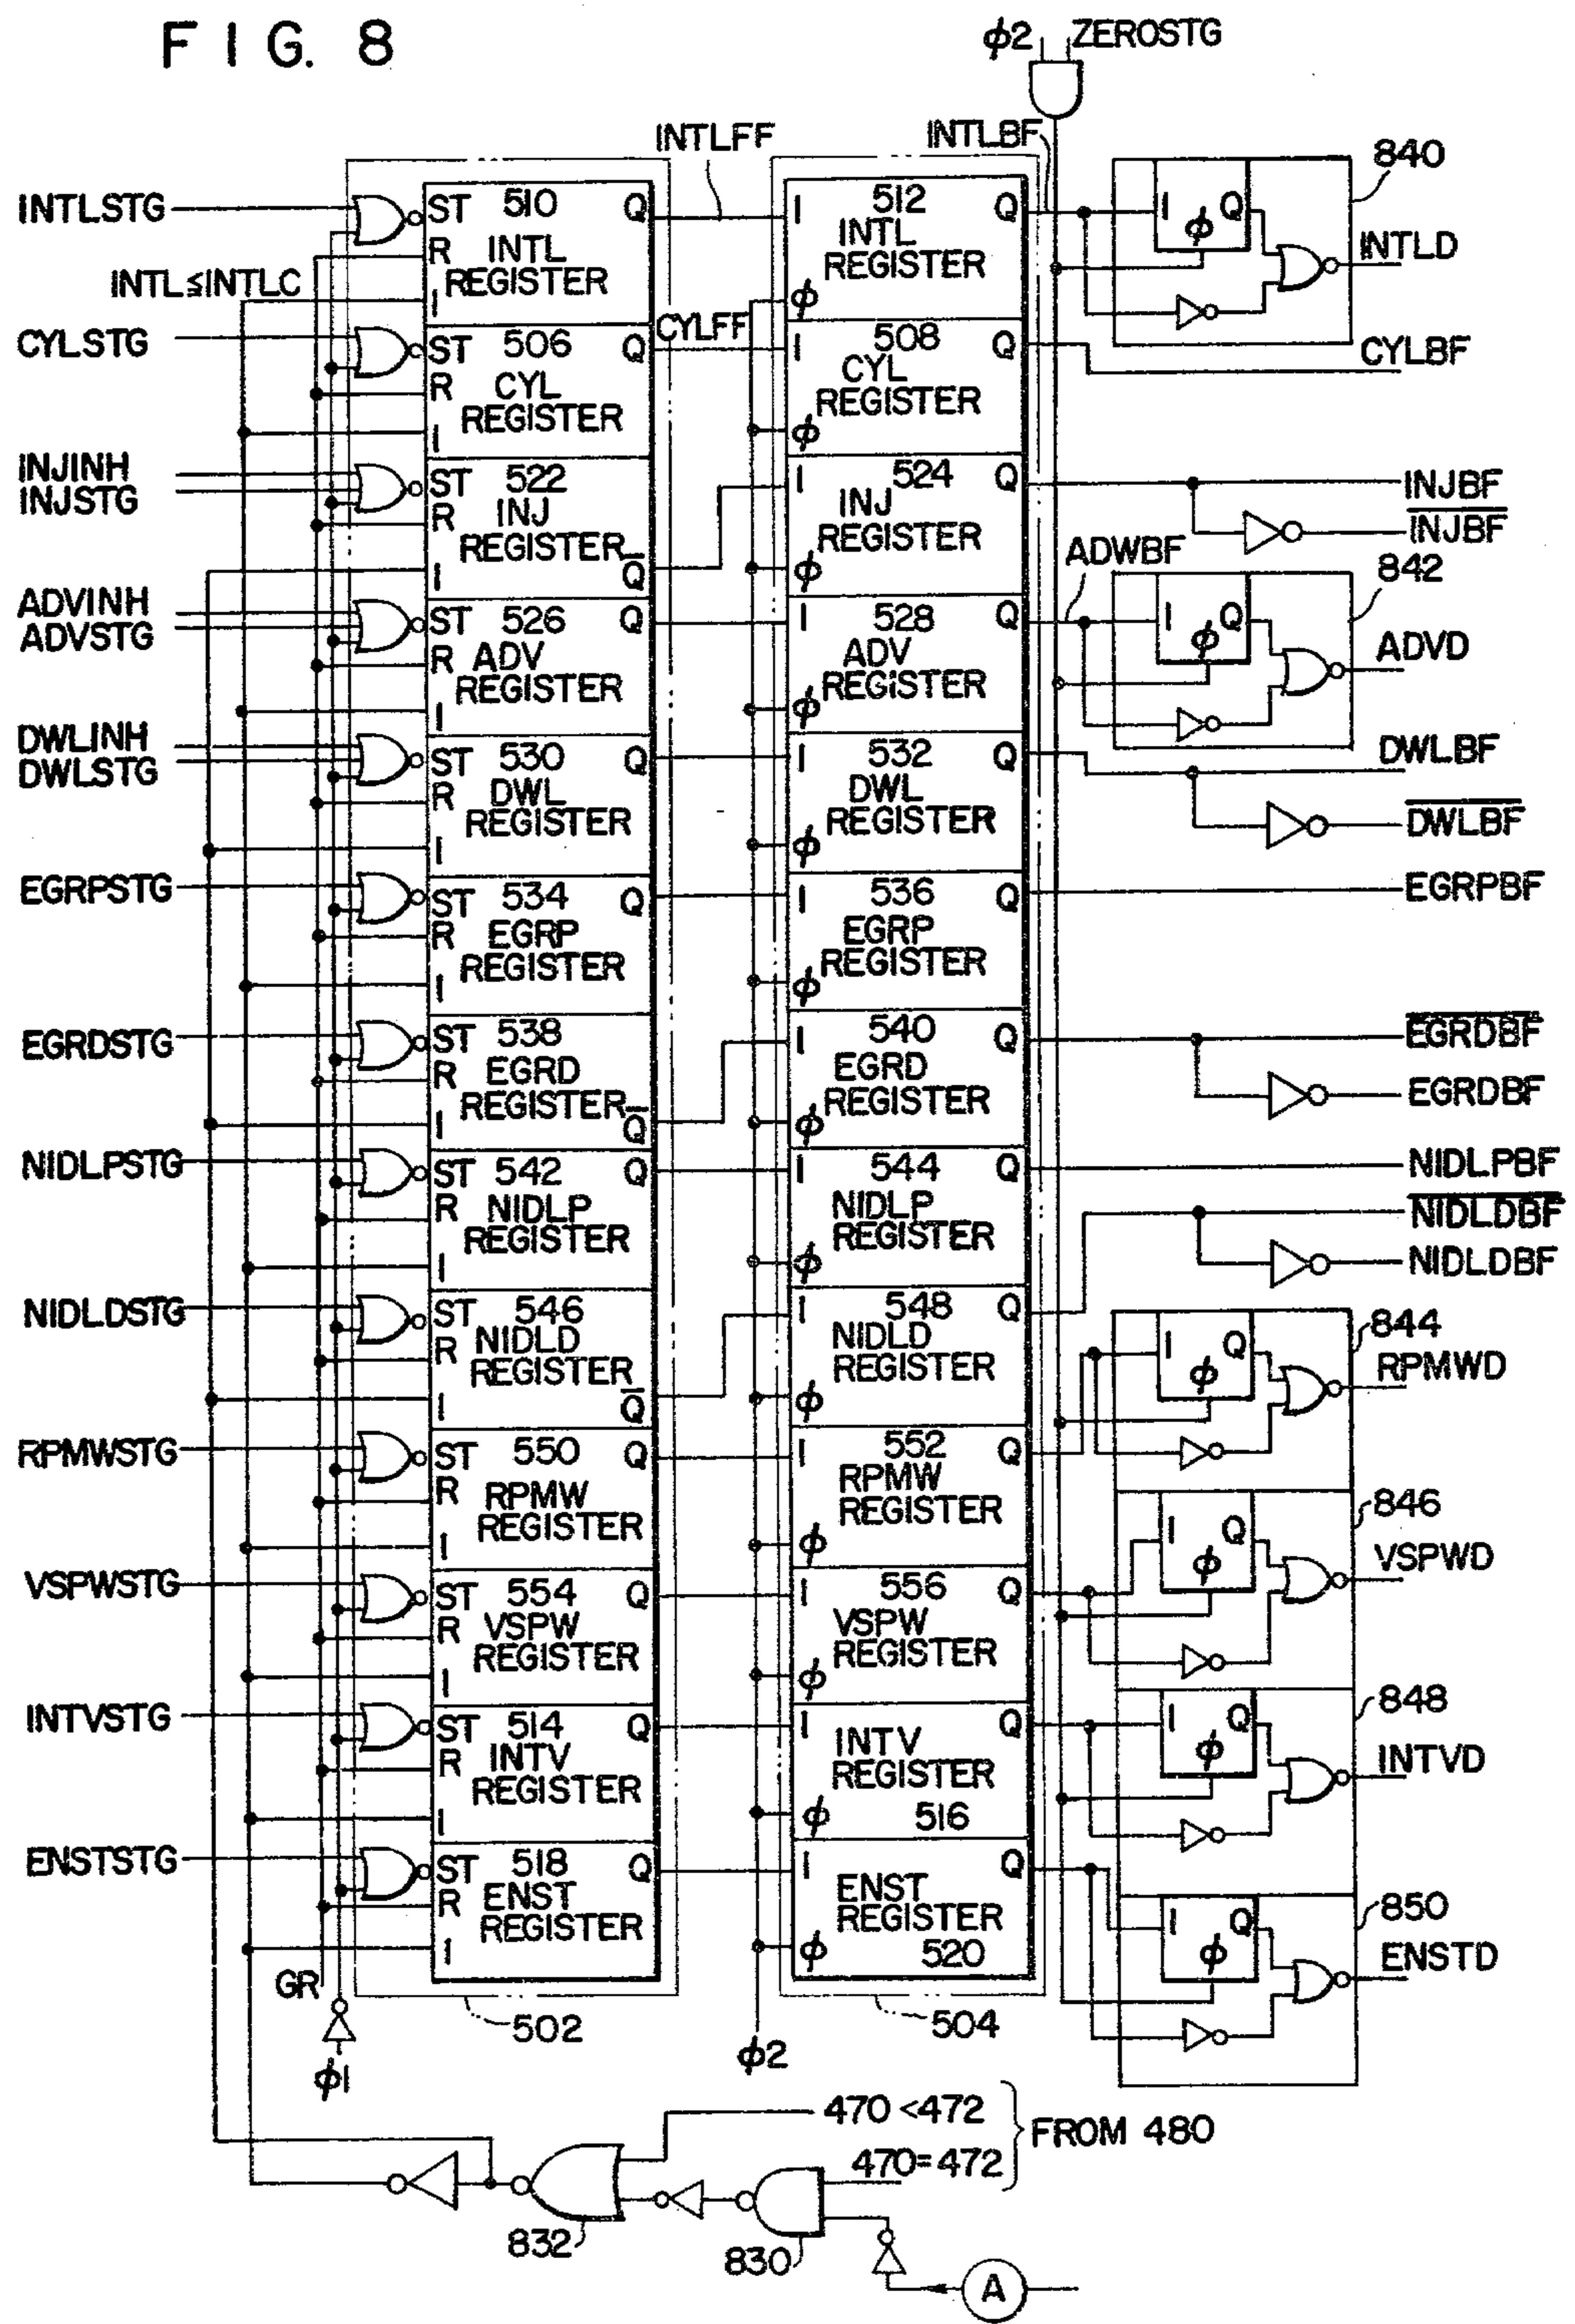 FIG. 8
φ2 ZEROSTG
INTLFF
INTLBF
840
INTLSTG
ST 510 Q
R INTL
REGISTER
I
I 512 Q
INTL
REGISTER
φ
I Q
φ
INTLD
INTL≦INTLC
CYLSTG
CYLFF
ST 506 Q
R CYL
REGISTER
I
I 508 Q
CYL
REGISTER
φ
CYLBF
INJINH
INJSTG
ST 522
R INJ
REGISTER
I Q̅
I 524 Q
INJ
REGISTER
φ
INJBF
I̅N̅J̅B̅F̅
ADWBF
842
ADVINH
ADVSTG
ST 526 Q
R ADV
REGISTER
I
I 528 Q
ADV
REGISTER
φ
I Q
φ
ADVD
DWLINH
DWLSTG
ST 530 Q
R DWL
REGISTER
I
I 532 Q
DWL
REGISTER
φ
DWLBF
D̅W̅L̅B̅F̅
EGRPSTG
ST 534 Q
R EGRP
REGISTER
I
I 536 Q
EGRP
REGISTER
φ
EGRPBF
EGRDSTG
ST 538
R EGRD
REGISTER
I Q̅
I 540 Q
EGRD
REGISTER
φ
E̅G̅R̅D̅B̅F̅
EGRDBF
NIDLPSTG
ST 542 Q
R NIDLP
REGISTER
I
I 544 Q
NIDLP
REGISTER
φ
NIDLPBF
N̅I̅D̅L̅D̅B̅F̅
NIDLDBF
NIDLDSTG
ST 546
R NIDLD
REGISTER
I Q̅
I 548 Q
NIDLD
REGISTER
φ
844
I Q
φ
RPMWD
RPMWSTG
ST 550 Q
R RPMW
REGISTER
I
I 552 Q
RPMW
REGISTER
φ
846
I Q
φ
VSPWD
VSPWSTG
ST 554 Q
R VSPW
REGISTER
I
I 556 Q
VSPW
REGISTER
φ
848
I Q
φ
INTVD
INTVSTG
ST 514 Q
R INTV
REGISTER
I
I Q
INTV
REGISTER
φ 516
850
I Q
φ
ENSTD
ENSTSTG
ST 518 Q
R ENST
REGISTER
I
I Q
ENST
REGISTER
φ 520
GR
502
504
φ1
φ2
470<472
470=472
FROM 480
832
830
A